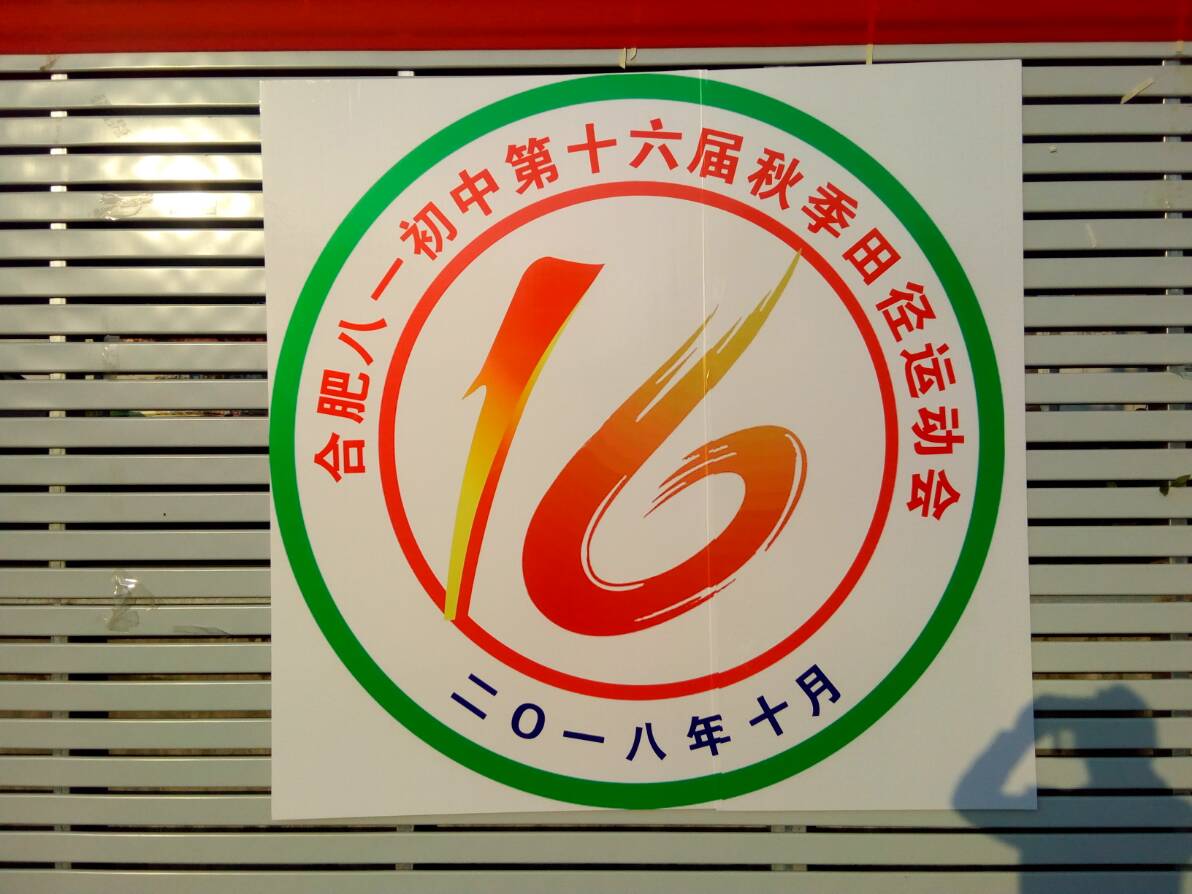 合肥八一初中第十六届秋季田径运动会
16
二〇一八年十月